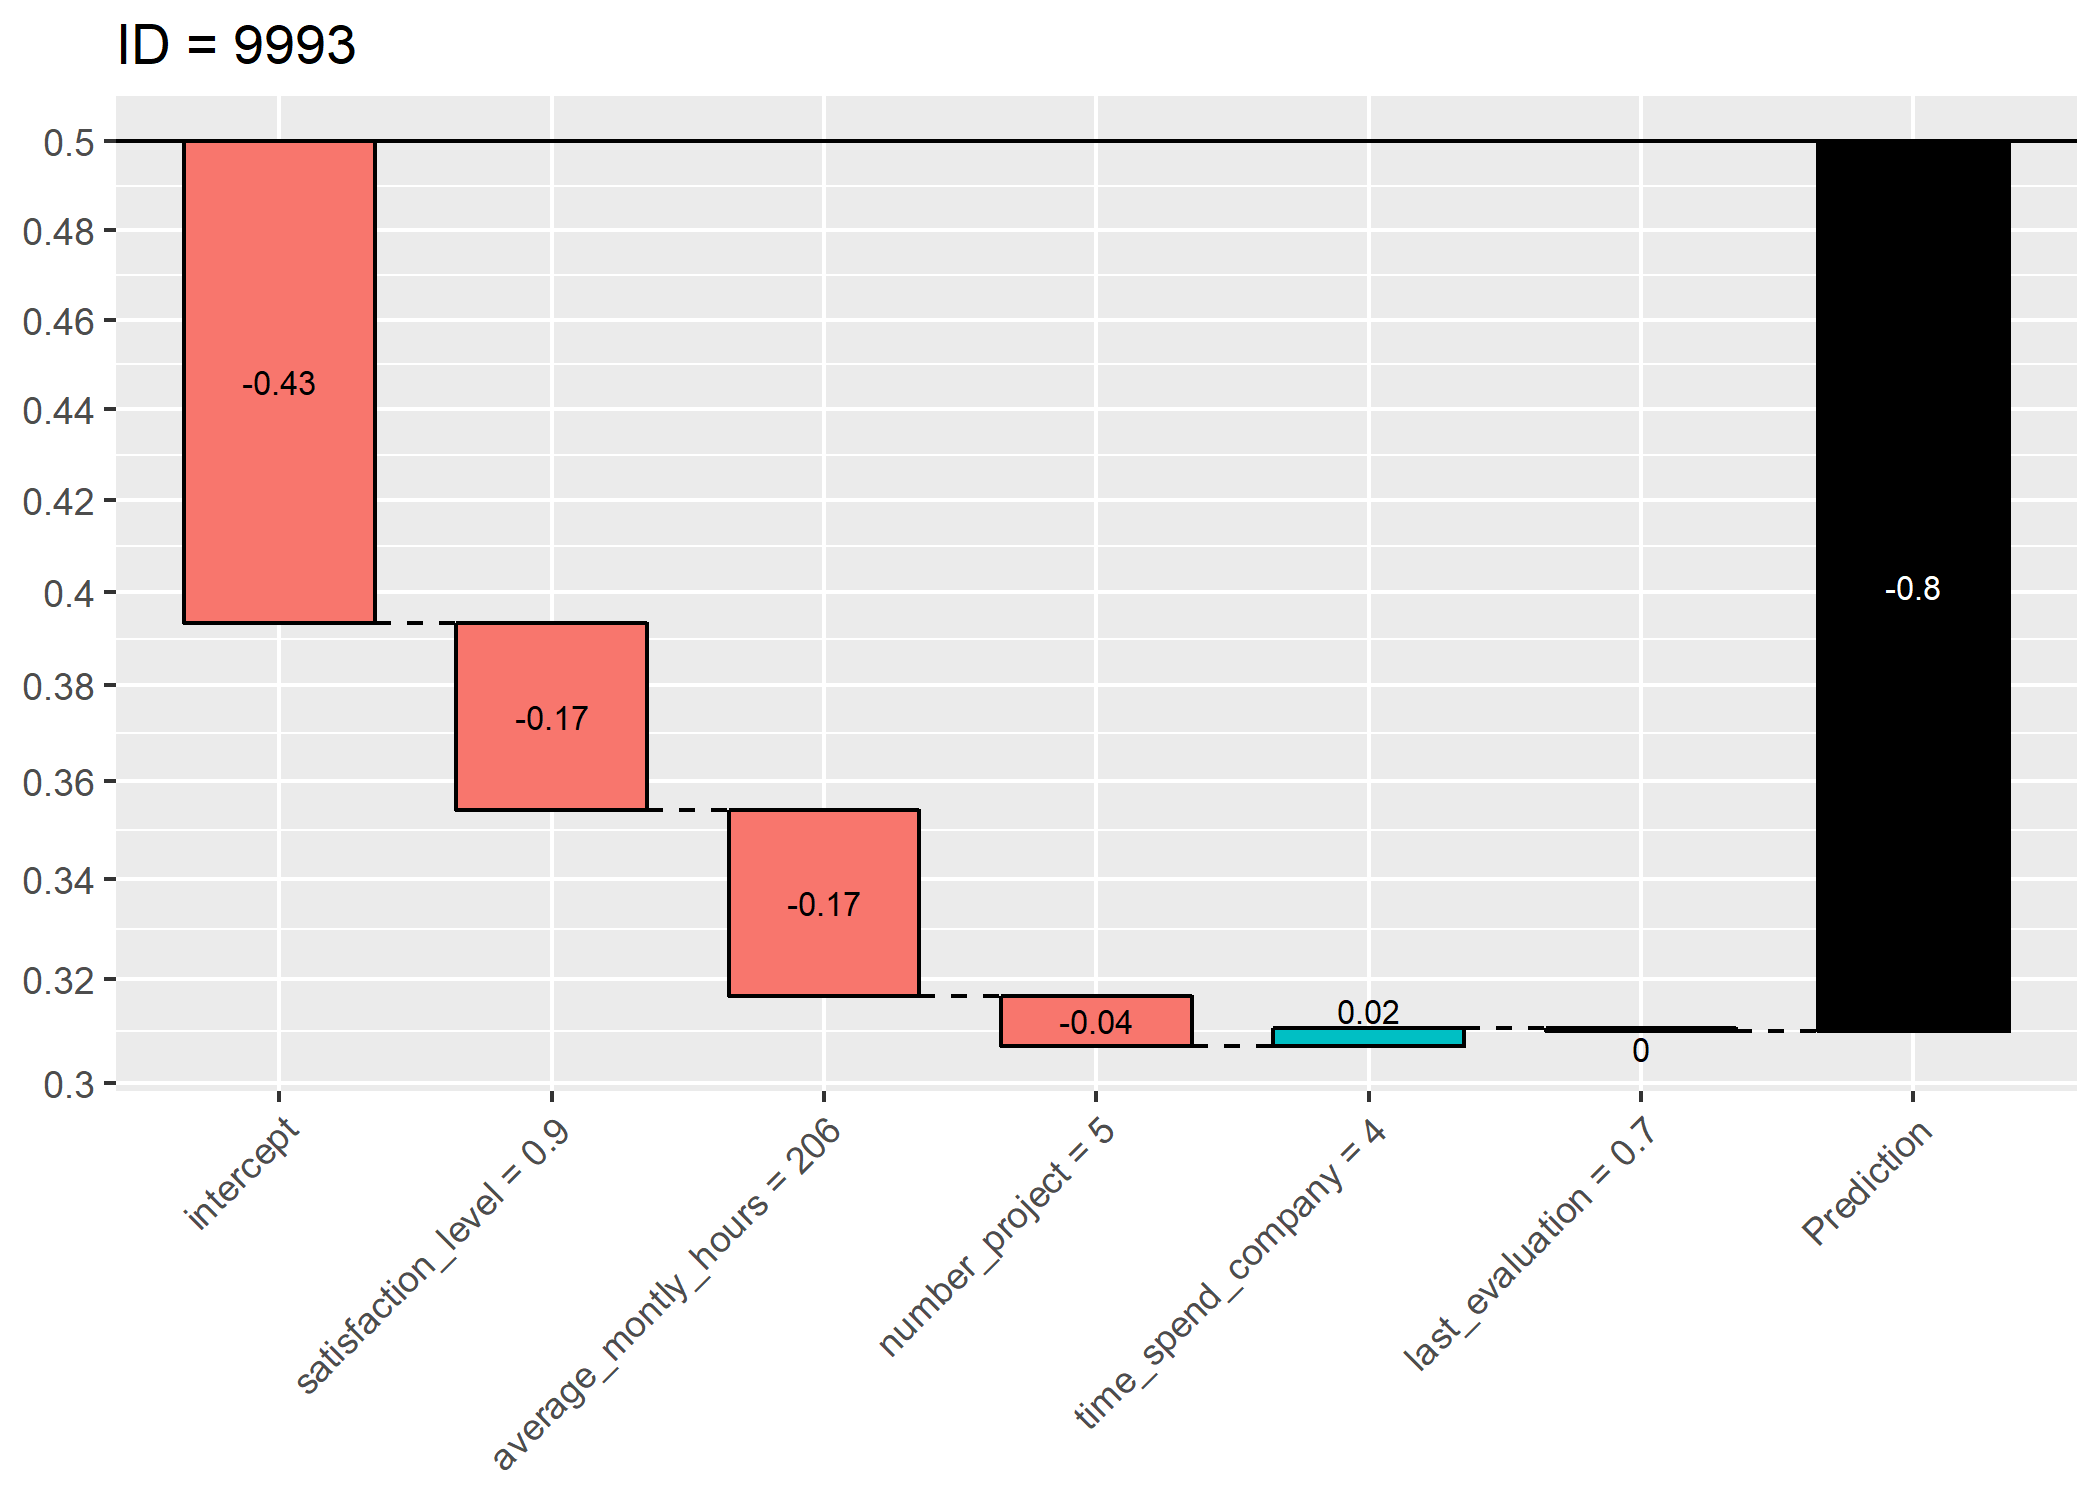 ID = 9993
0.5
0.48
0.46
0.44
0.42
0.4
0.38
0.36
0.34
0.32
0.3
-0.43
-0.17
-0.17
-0.04
0.02
0
-0.8
intercept
satisfaction_level = 0.9
average_montly_hours = 206
number_project = 5
time_spend_company = 4
last_evaluation = 0.7
Prediction